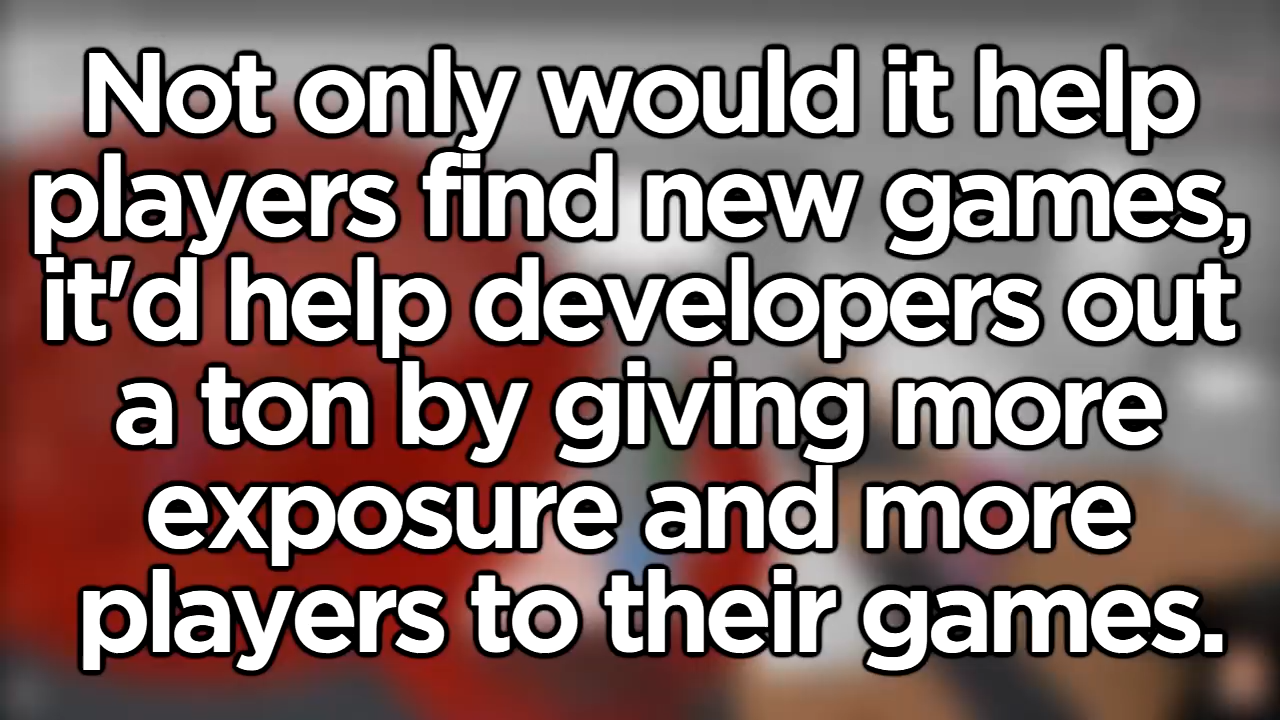 Not only would it help
players find new games,
it'd help developers out
a ton by giving more
exposure and more
players to their games.